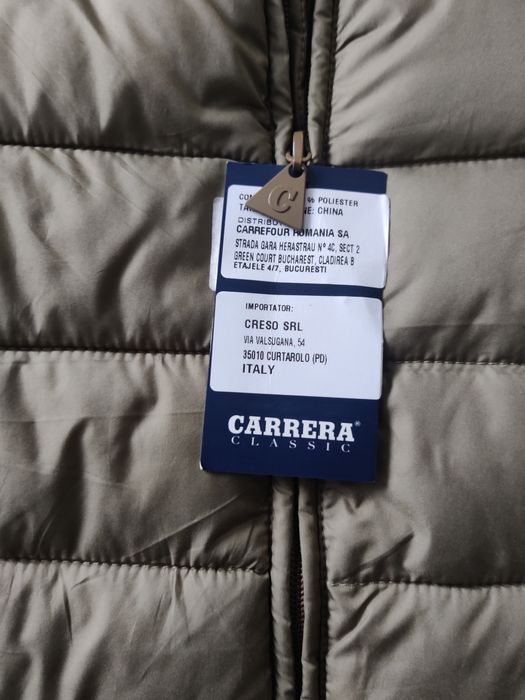 C
% POLIESTER
NE: CHINA
DISTRIBU
CARREFOUR ROMANIA SA
STRADA GARA HERASTRAU Nº 4C, SECT 2
GREEN COURT BUCHAREST, CLADIREA B
ETAJELE 4/7, BUCURESTI
IMPORTATOR:
CRESO SRL
VIA VALSUGANA, 54
35010 CURTAROLO (PD)
ITALY
CARRERA®
CLASSIC